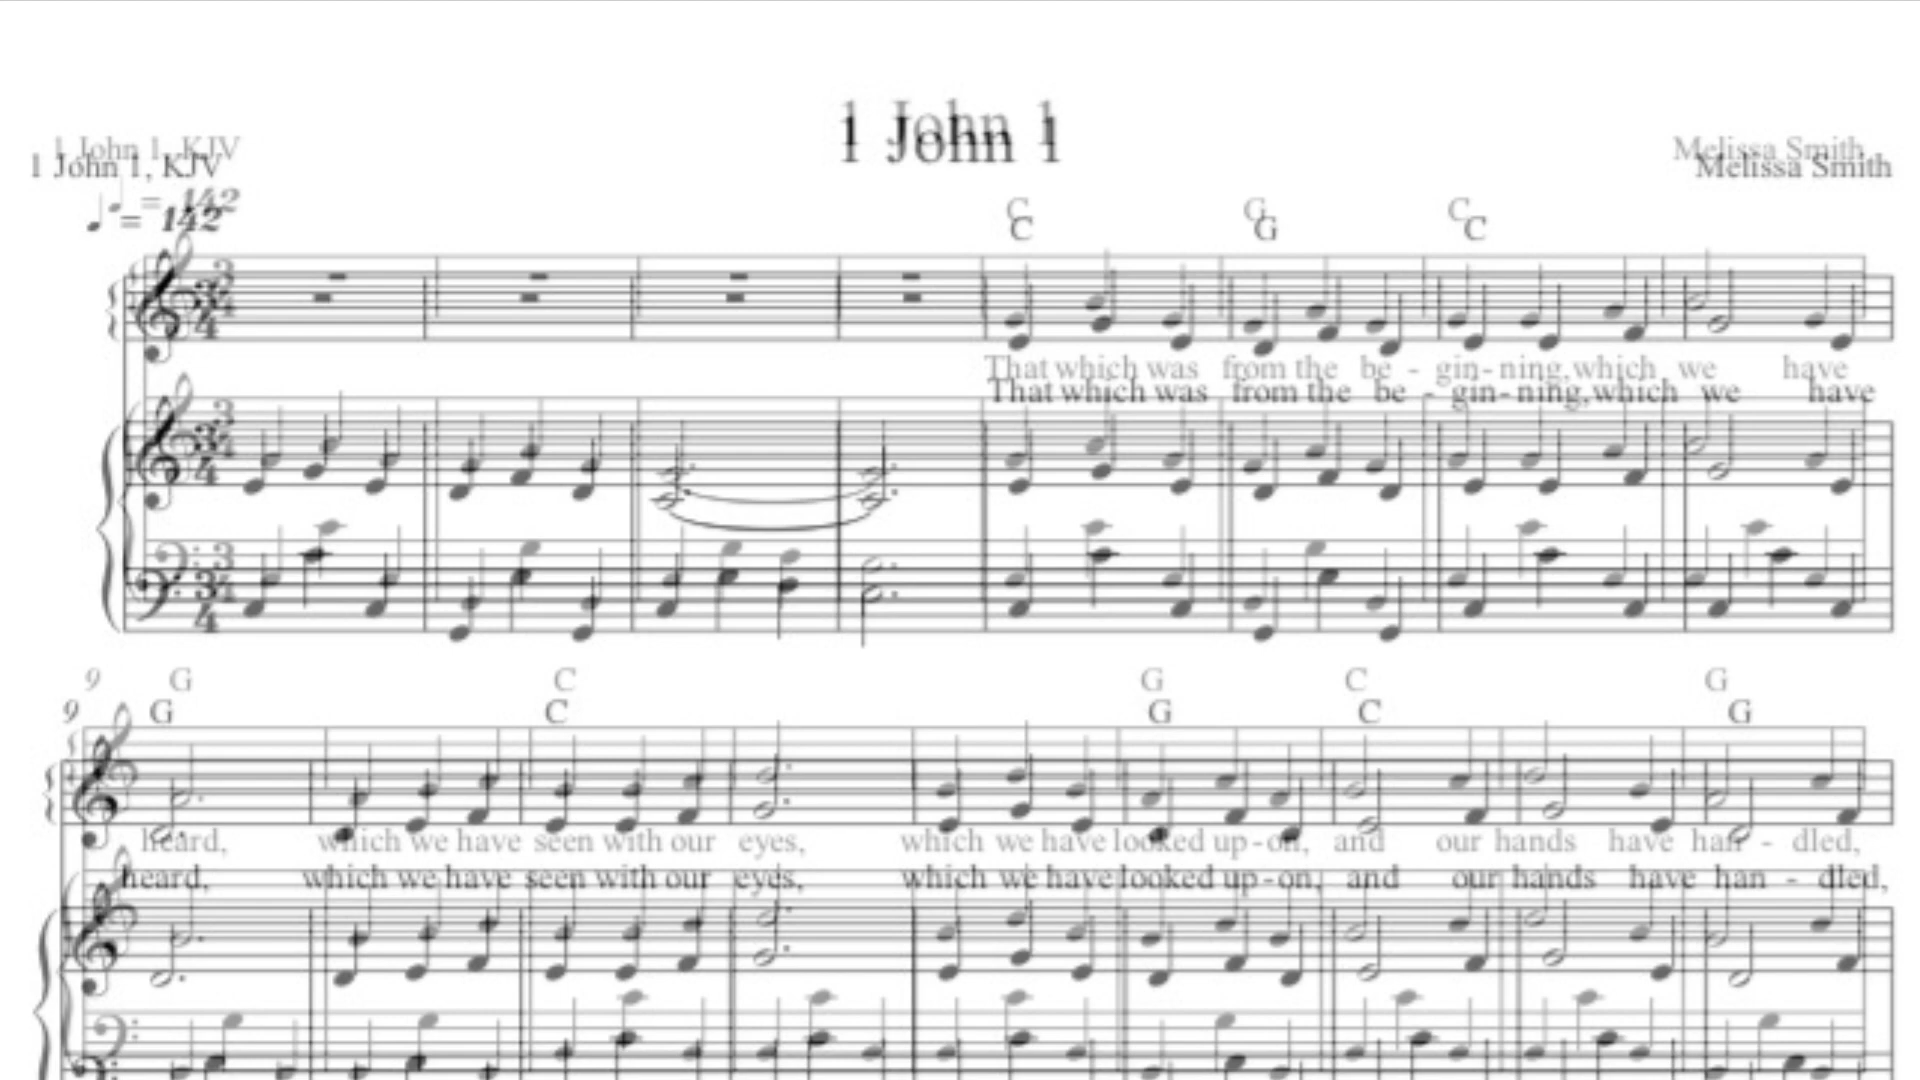 1 John 1
1 John 1, KJV
Melissa Smith
♩ = 142
C G C
That which was from the be - gin - ning, which we have
9 G C G C G
heard, which we have seen with our eyes, which we have looked up - on, and our hands have han - dled,